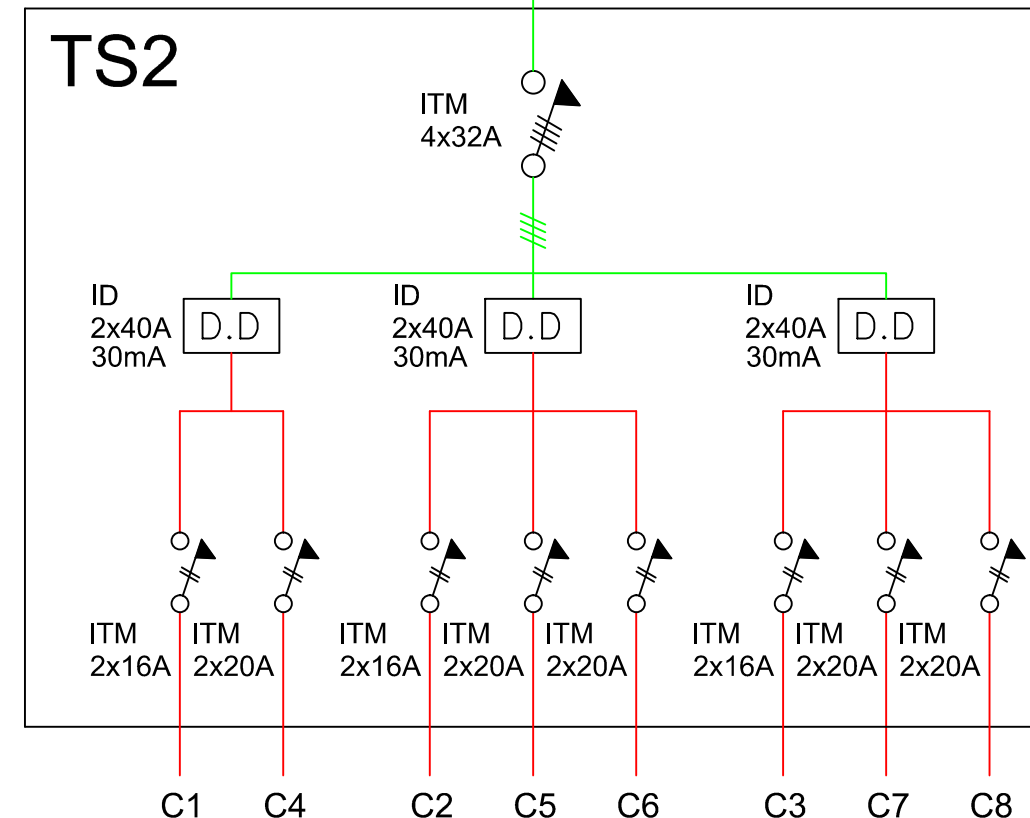 TS2
ITM
4x32A
ID
2x40A
30mA
D.D
ID
2x40A
30mA
D.D
ID
2x40A
30mA
D.D
ITM
2x16A
ITM
2x20A
ITM
2x16A
ITM
2x20A
ITM
2x20A
ITM
2x16A
ITM
2x20A
ITM
2x20A
C1
C4
C2
C5
C6
C3
C7
C8